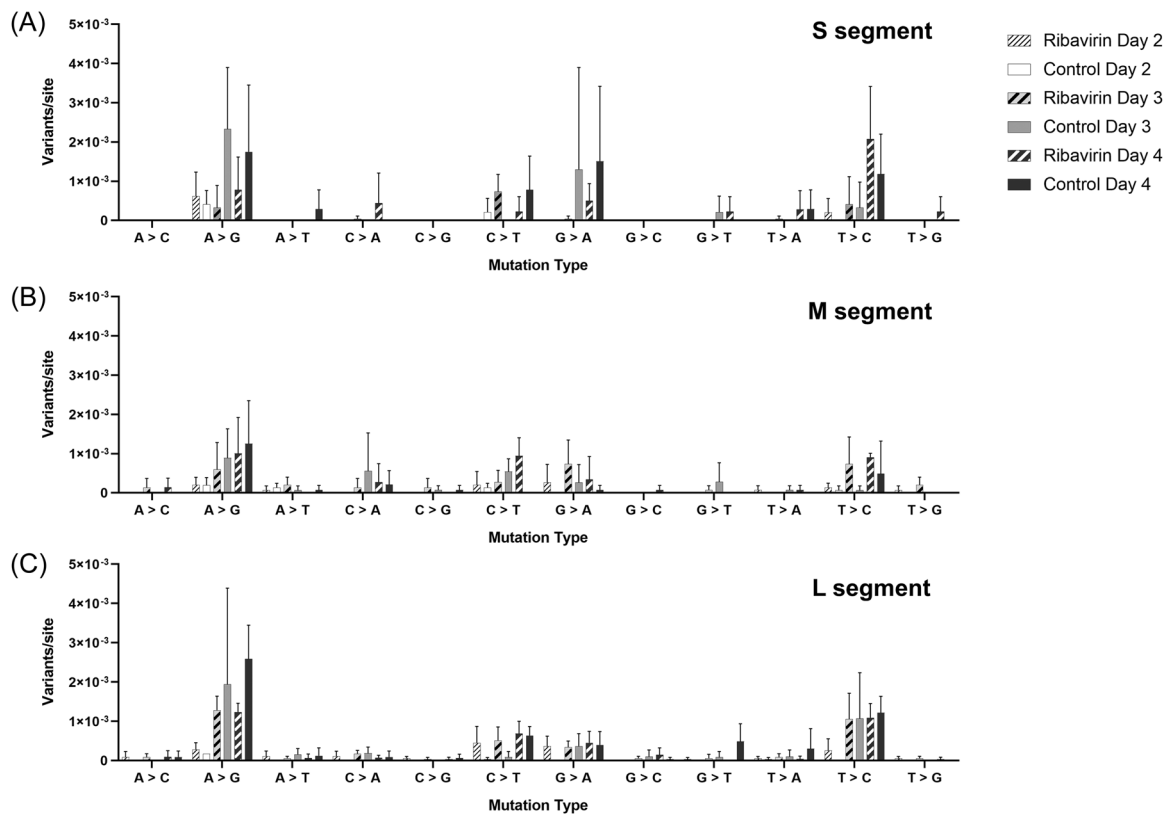 (A)
S segment
Variants/site
5×10⁻³
4×10⁻³
3×10⁻³
2×10⁻³
1×10⁻³
0
A > C A > G A > T C > A C > G C > T G > A G > C G > T T > A T > C T > G
Mutation Type
Ribavirin Day 2
Control Day 2
Ribavirin Day 3
Control Day 3
Ribavirin Day 4
Control Day 4
(B)
M segment
Variants/site
5×10⁻³
4×10⁻³
3×10⁻³
2×10⁻³
1×10⁻³
0
A > C A > G A > T C > A C > G C > T G > A G > C G > T T > A T > C T > G
Mutation Type
(C)
L segment
Variants/site
5×10⁻³
4×10⁻³
3×10⁻³
2×10⁻³
1×10⁻³
0
A > C A > G A > T C > A C > G C > T G > A G > C G > T T > A T > C T > G
Mutation Type